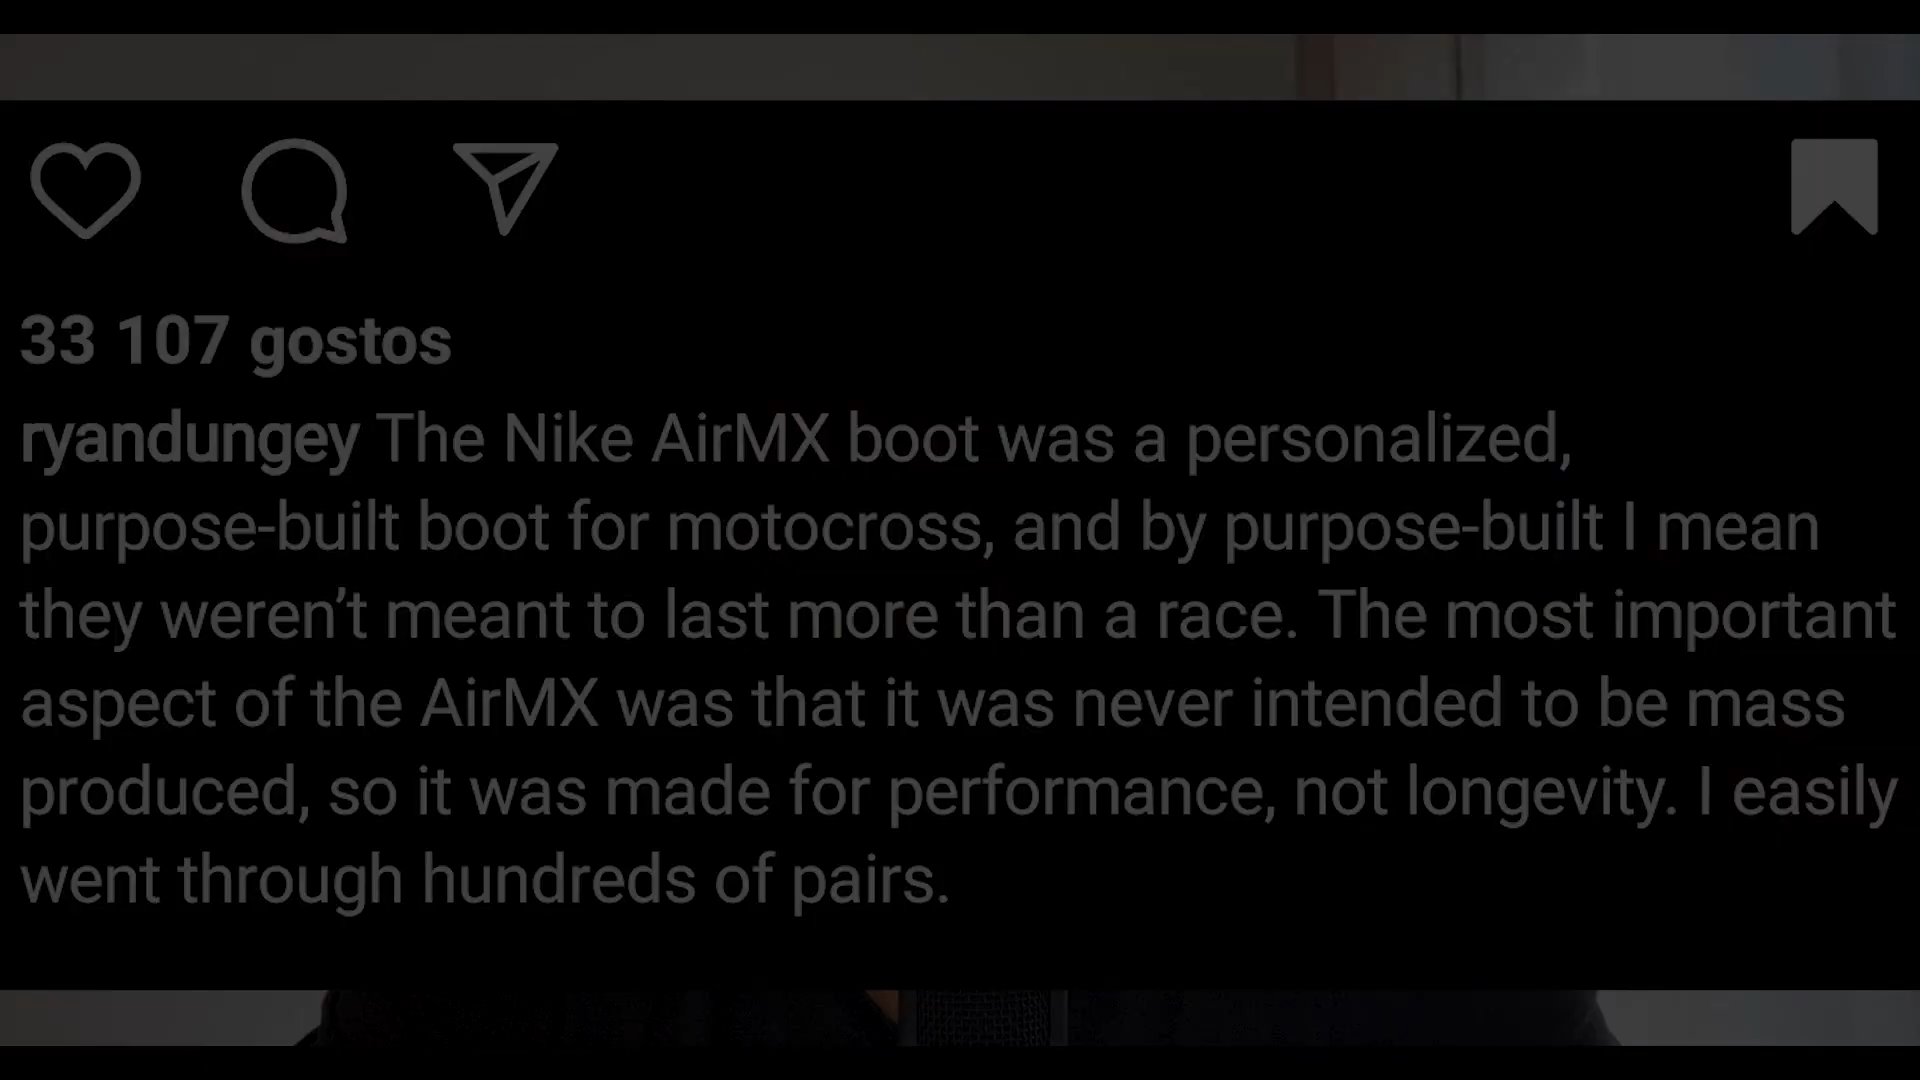 33 107 gostos
ryandungey The Nike AirMX boot was a personalized,
purpose-built boot for motocross, and by purpose-built I mean
they weren’t meant to last more than a race. The most important
aspect of the AirMX was that it was never intended to be mass
produced, so it was made for performance, not longevity. I easily
went through hundreds of pairs.